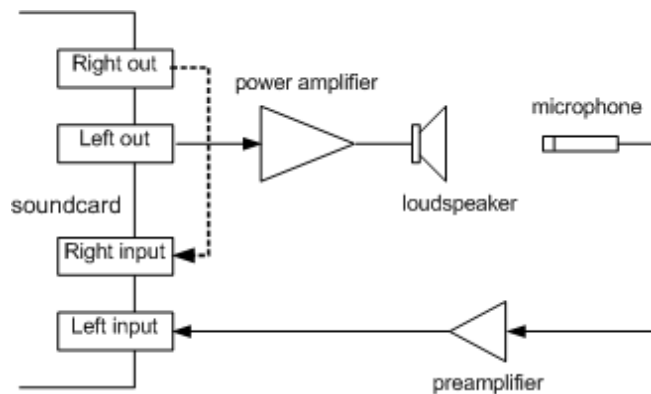 Right out
power amplifier
microphone
Left out
soundcard
loudspeaker
Right input
Left input
preamplifier